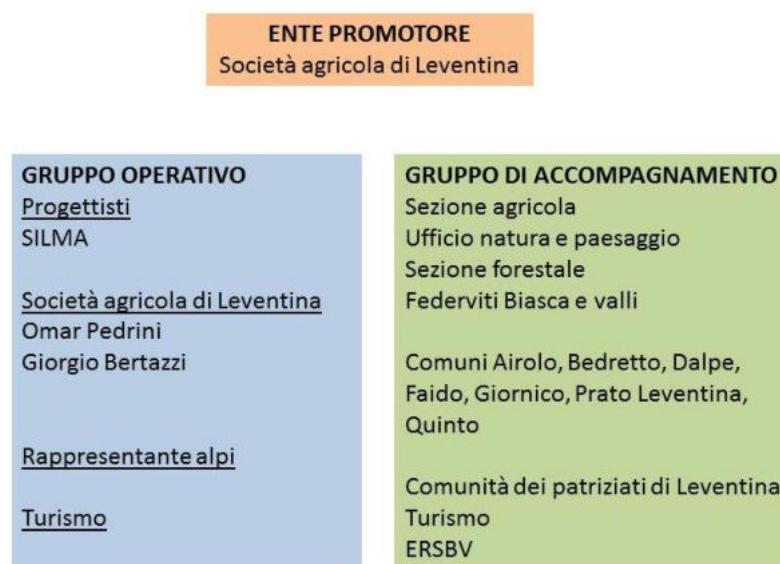 ENTE PROMOTORE
Società agricola di Leventina
GRUPPO OPERATIVO
Progettisti
SILMA
Società agricola di Leventina
Omar Pedrini
Giorgio Bertazzi
Rappresentante alpi
Turismo
GRUPPO DI ACCOMPAGNAMENTO
Sezione agricola
Ufficio natura e paesaggio
Sezione forestale
Federviti Biasca e valli
Comuni Airolo, Bedretto, Dalpe,
Faido, Giornico, Prato Leventina,
Quinto
Comunità dei patriziati di Leventina
Turismo
ERSBV